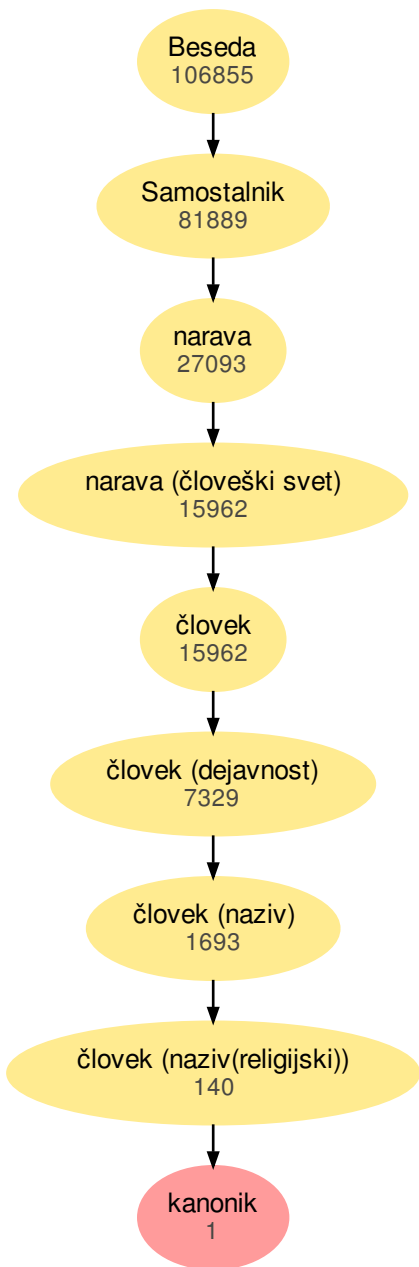 Beseda
106855
Samostalnik
81889
narava
27093
narava (človeški svet)
15962
človek
15962
človek (dejavnost)
7329
človek (naziv)
1693
človek (naziv(religijski))
140
kanonik
1